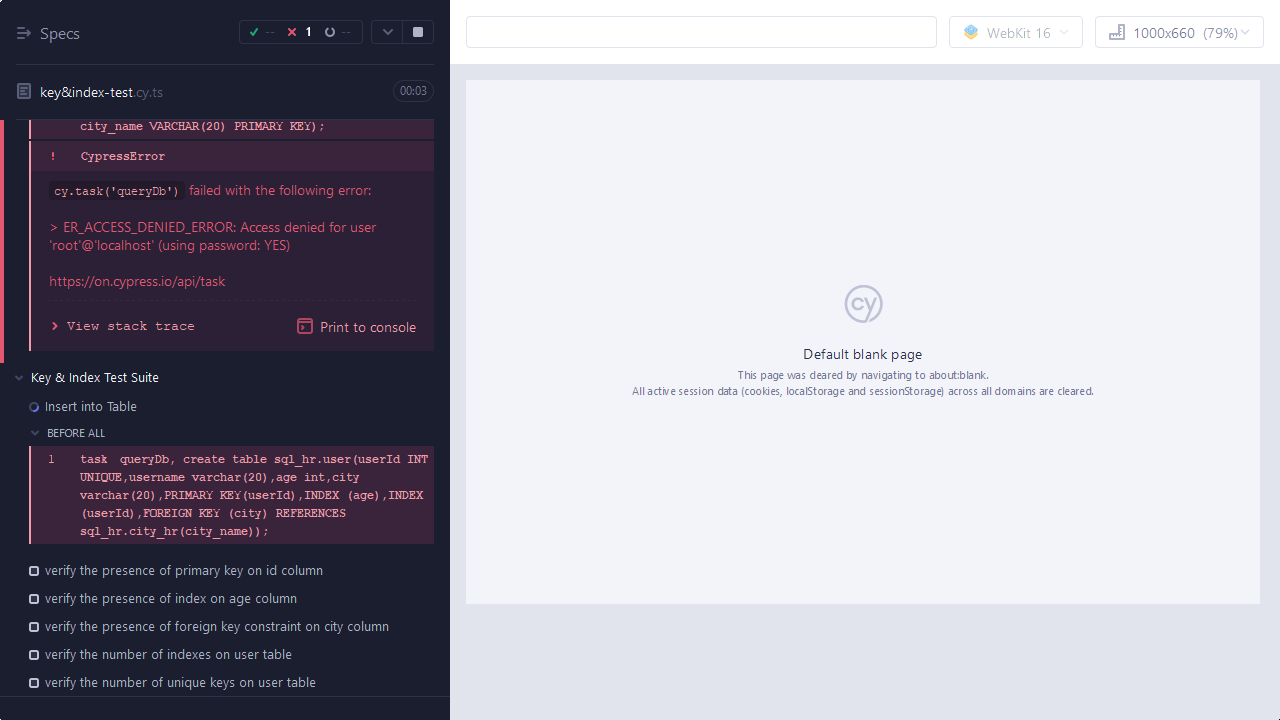 Specs
--
1
--
WebKit 16
1000x660 (79%)
key&index-test.cy.ts
00:03
city_name VARCHAR(20) PRIMARY KEY);
! CypressError
cy.task('queryDb') failed with the following error:
> ER_ACCESS_DENIED_ERROR: Access denied for user
'root'@'localhost' (using password: YES)
https://on.cypress.io/api/task
View stack trace
Print to console
Key & Index Test Suite
Insert into Table
BEFORE ALL
1 task queryDb, create table sql_hr.user(userId INT
UNIQUE,username varchar(20),age int,city
varchar(20),PRIMARY KEY(userId),INDEX (age),INDEX
(userId),FOREIGN KEY (city) REFERENCES
sql_hr.city_hr(city_name));
verify the presence of primary key on id column
verify the presence of index on age column
verify the presence of foreign key constraint on city column
verify the number of indexes on user table
verify the number of unique keys on user table
cy
Default blank page
This page was cleared by navigating to about:blank.
All active session data (cookies, localStorage and sessionStorage) across all domains are cleared.